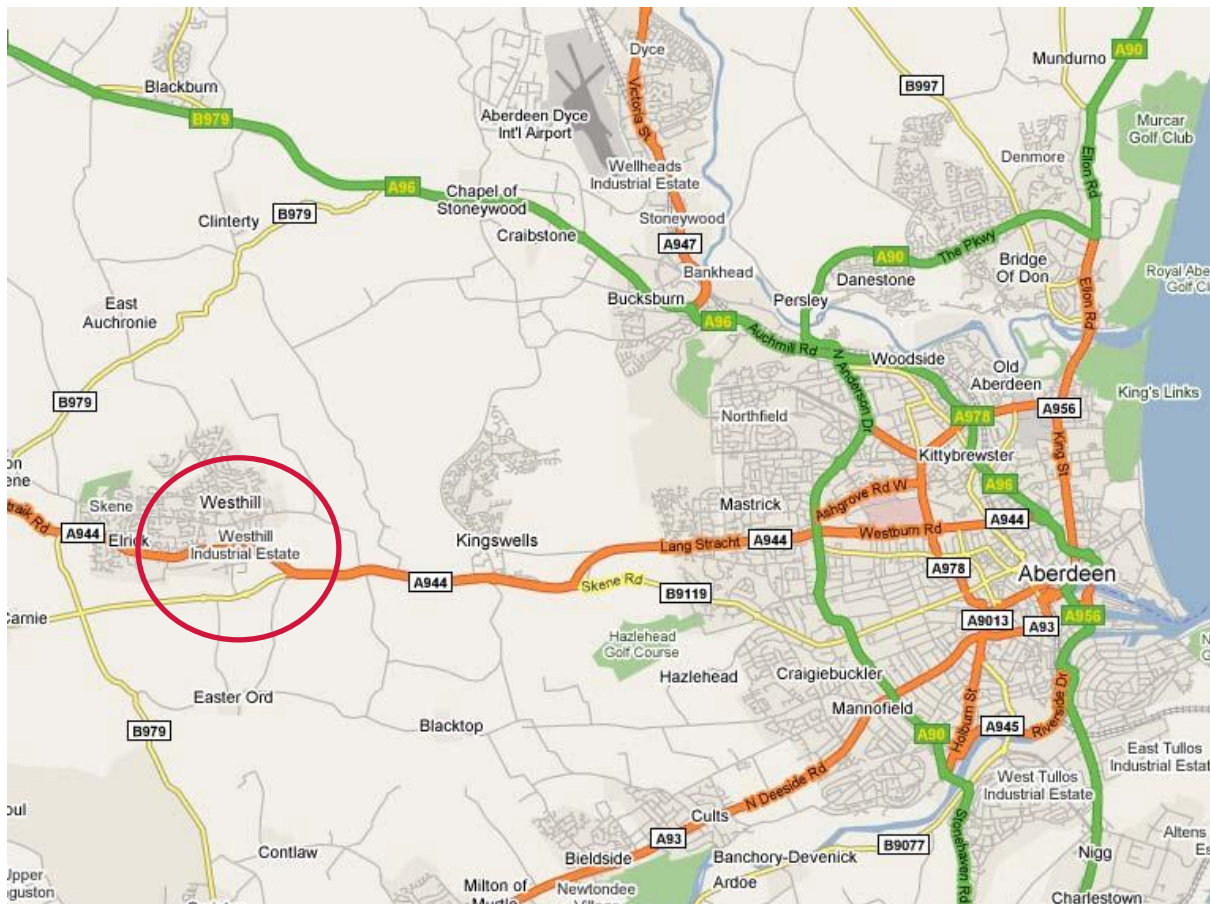 Dyce
A90
Mundurno
Blackburn
B997
Victoria St
B979
Aberdeen Dyce
Int'l Airport
Murcar
Golf Club
Denmore
Ellon Rd
Wellheads
Industrial Estate
A96
Chapel of
Stoneywood
B979
Clinterty
Stoneywood
Craibstone
A947
The Pkwy
A90
Bridge
Of Don
Bankhead
Danestone
Royal
Ellon Rd
East
Auchronie
Bucksburn
Persley
A96
Auchmill Rd
N Anderson Dr
Woodside
Old
Aberdeen
King's Links
B979
A978
A956
Northfield
King St
Kittybrewster
A96
Skene
Westhill
Mastrick
Ashgrove Rd W
A944
Elrick
Westhill
Industrial Estate
Kingswells
Lang Stracht
A944
Westburn Rd
A944
A944
Skene Rd
B9119
A978
Aberdeen
Carnie
A9013
A93
A956
Hazlehead
Golf Course
Hazlehead
Craigiebuckler
Easter Ord
Mannofield
Holburn St
Riverside Dr
B979
Blacktop
A90
A945
East Tullos
Industrial
N Deeside Rd
West Tullos
Industrial Estate
Cults
Stonehaven Rd
A93
B9077
Altens
Contlaw
Bieldside
Banchory-Devenick
Nigg
Upper
Milton of
Newtondee
Ardoe
Charlestown